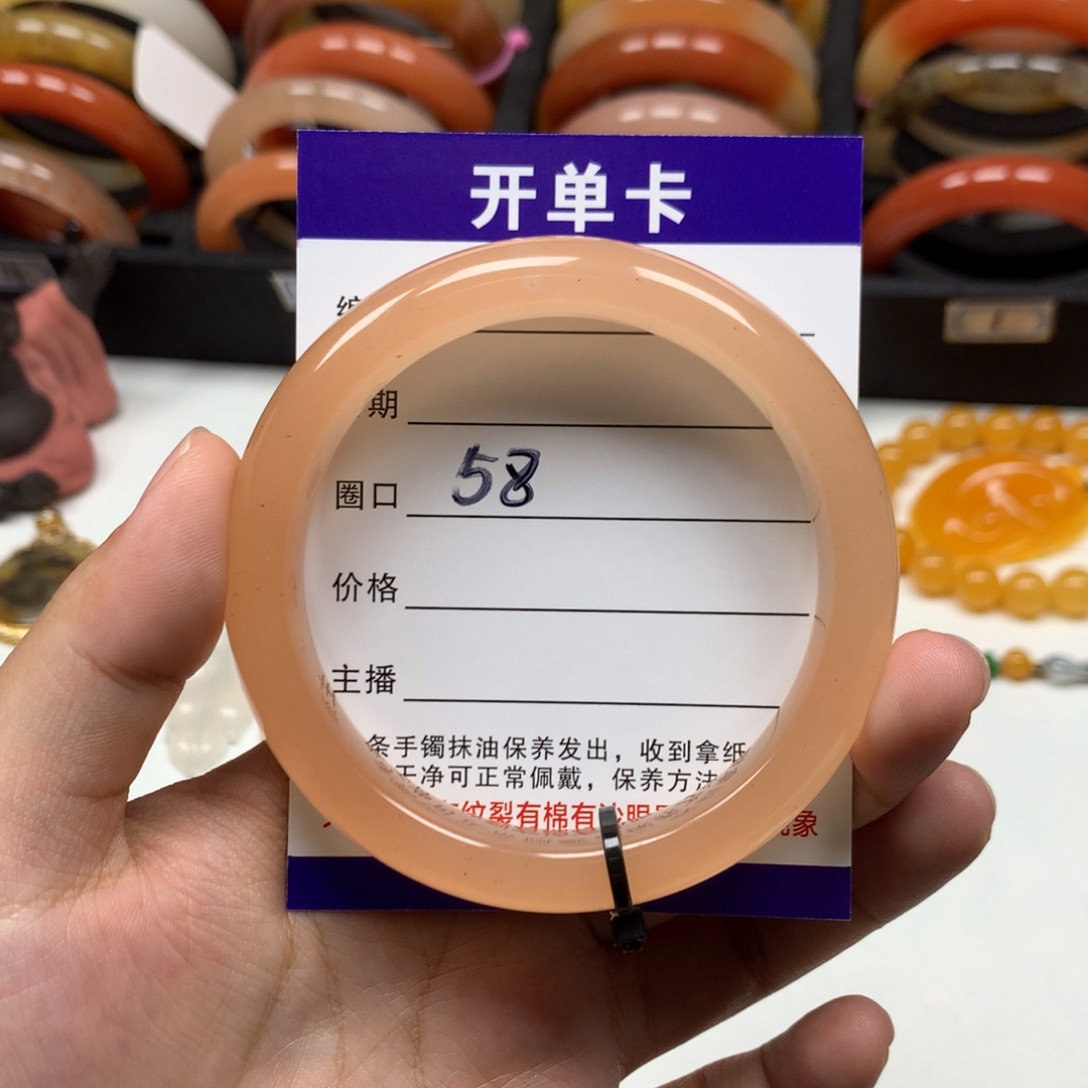 开单卡
期
圈口 58
价格
主播
条手镯抹油保养发出，收到拿纸
干净可正常佩戴，保养方法
纹裂有棉有
象